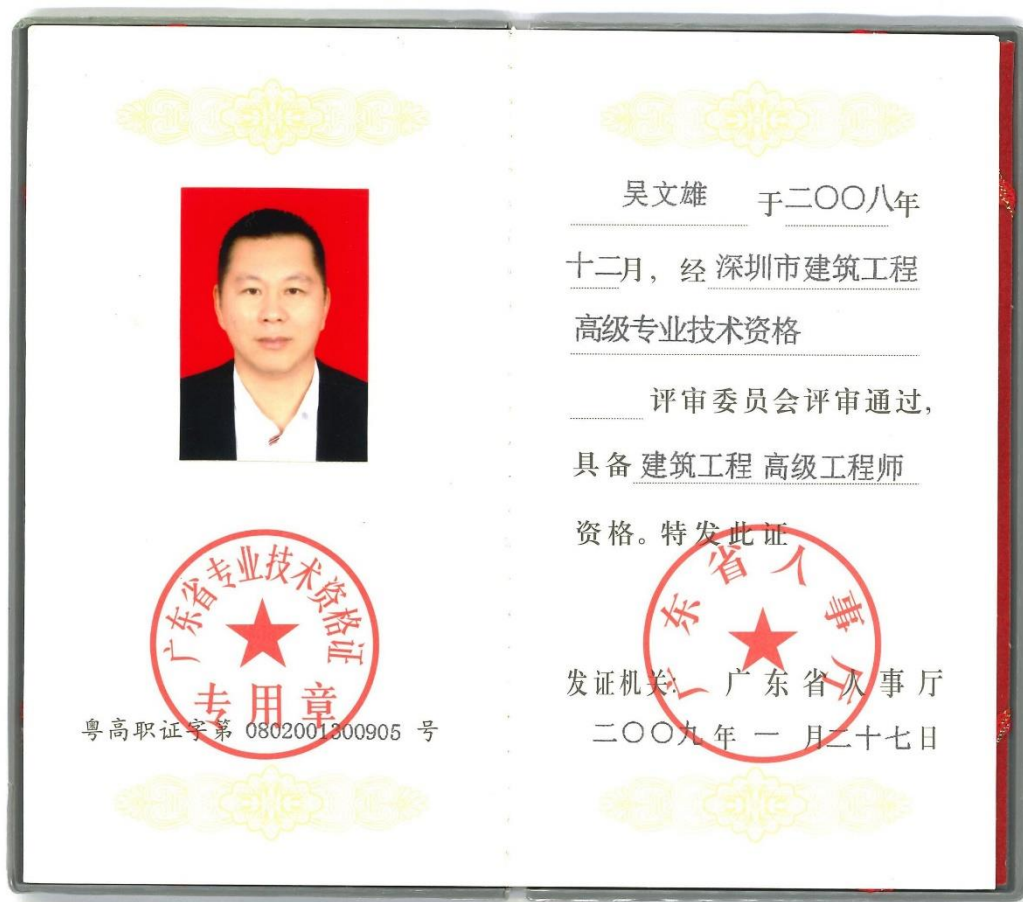 广东省专业技术资格证
专用章
粤高职证字第 0802001300905 号
吴文雄 于二〇〇八年
十二月，经 深圳市建筑工程
高级专业技术资格
评审委员会评审通过，
具备 建筑工程 高级工程师
资格。特发此证
广东省人事厅
发证机关： 广东省人事厅
二〇〇九年 一 月二十七日